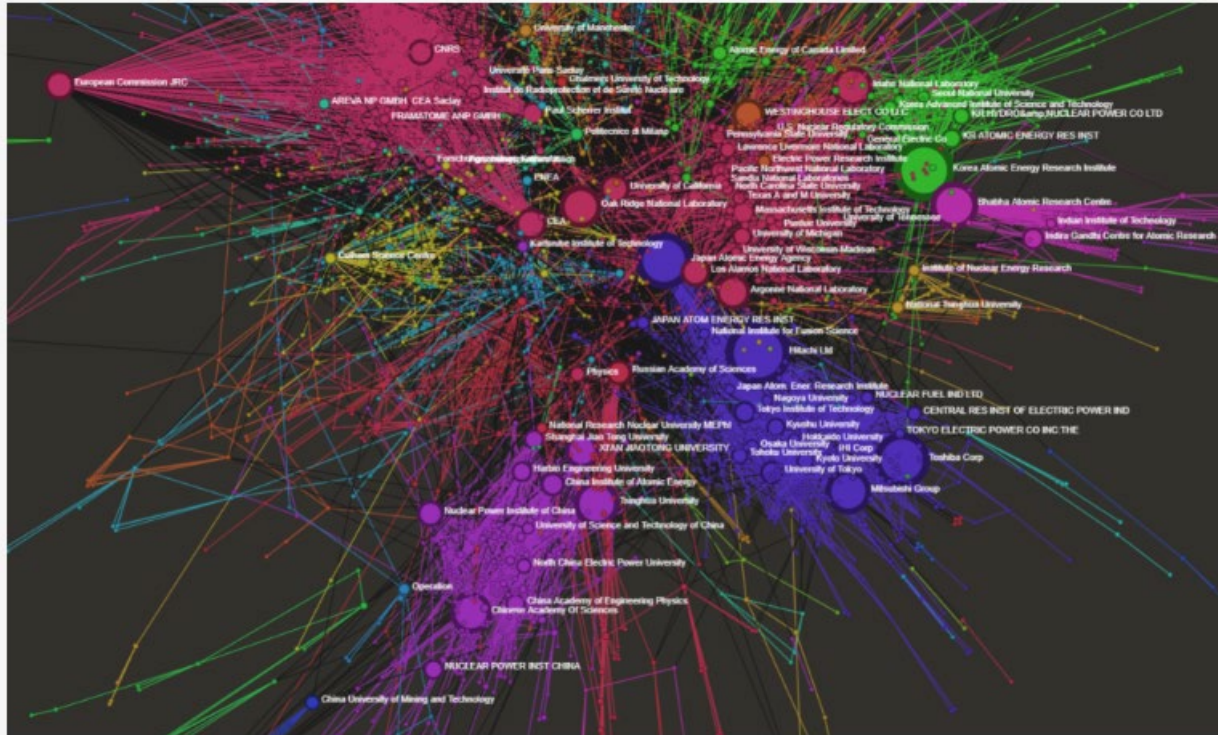 University of Manchester
CNRS
Atomic Energy of Canada Limited
Université Paris-Saclay
European Commission JRC
Chalmers University of Technology
Idaho National Laboratory
Institut de Radioprotection et de Sûreté Nucléaire
Seoul National University
AREVA NP GMBH
CEA Saclay
Korea Advanced Institute of Science and Technology
Paul Scherrer Institut
WESTINGHOUSE ELECT CO LLC
FRAMATOME ANP GMBH
NUCLEAR POWER CO LTD
U.S. Nuclear Regulatory Commission
Politecnico di Milano
Pennsylvania State University
KR ATOMIC ENERGY RES INST
General Electric Co
Lawrence Livermore National Laboratory
Electric Power Research Institute
Korea Atomic Energy Research Institute
Pacific Northwest National Laboratory
ENEA
Sandia National Laboratories
University of California
North Carolina State University
Texas A and M University
Oak Ridge National Laboratory
Bhabha Atomic Research Centre
Massachusetts Institute of Technology
University of Tennessee
Indian Institute of Technology
CEA
Purdue University
University of Michigan
Indira Gandhi Centre for Atomic Research
Karlsruhe Institute of Technology
University of Wisconsin-Madison
Culham Science Centre
Japan Atomic Energy Agency
Los Alamos National Laboratory
Institute of Nuclear Energy Research
Argonne National Laboratory
National Tsinghua University
JAPAN ATOM ENERGY RES INST
National Institute for Fusion Science
Hitachi Ltd
Physics
Russian Academy of Sciences
Japan Atom. Ener. Research Institute
NUCLEAR FUEL IND LTD
Nagoya University
Tokyo Institute of Technology
CENTRAL RES INST OF ELECTRIC POWER IND
National Research Nuclear University MEPhI
Kyushu University
TOKYO ELECTRIC POWER CO INC THE
Shanghai Jiao Tong University
Hokkaido University
XI'AN JIAOTONG UNIVERSITY
Osaka University
IHI Corp
Tohoku University
Kyoto University
Toshiba Corp
Harbin Engineering University
University of Tokyo
China Institute of Atomic Energy
Mitsubishi Group
Tsinghua University
Nuclear Power Institute of China
University of Science and Technology of China
North China Electric Power University
Operation
China Academy of Engineering Physics
Chinese Academy Of Sciences
NUCLEAR POWER INST CHINA
China University of Mining and Technology